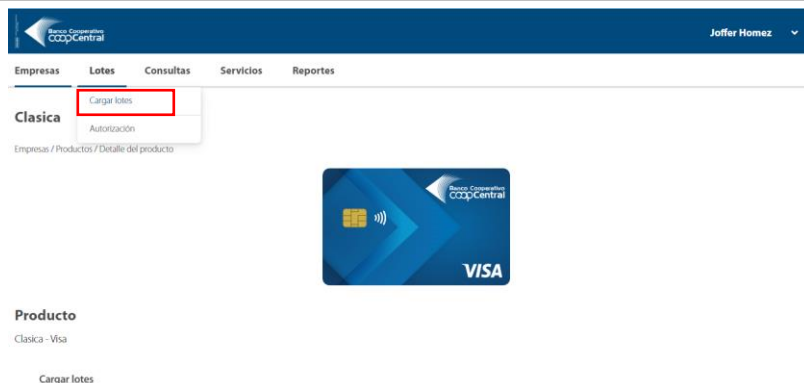 Banco Cooperativo
coopCentral
Joffer Homez
Empresas Lotes Consultas Servicios Reportes
Cargar lotes
Autorización
Clasica
Empresas / Productos / Detalle del producto
Banco Cooperativo
coopCentral
VISA
Producto
Clasica - Visa
Cargar lotes